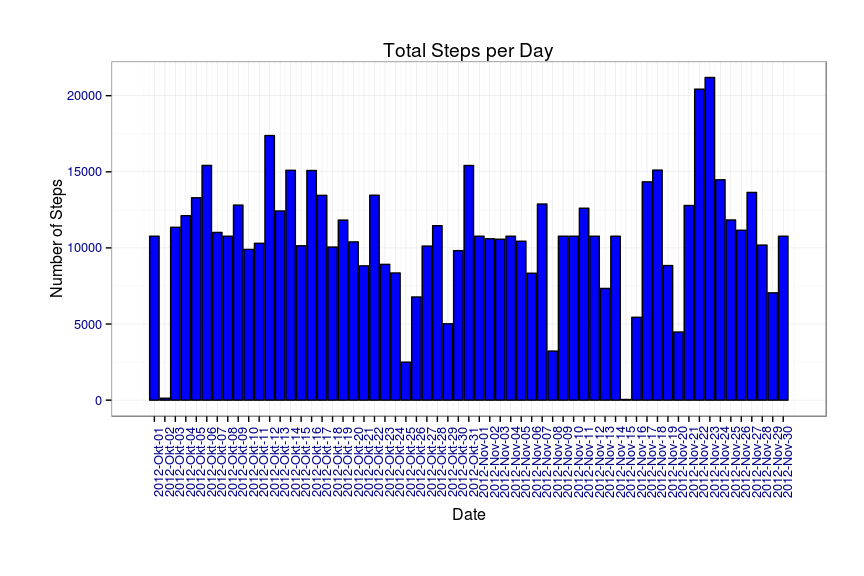 Total Steps per Day
Number of Steps
20000
15000
10000
5000
0
2012-Okt-01
2012-Okt-02
2012-Okt-03
2012-Okt-04
2012-Okt-05
2012-Okt-06
2012-Okt-07
2012-Okt-08
2012-Okt-09
2012-Okt-10
2012-Okt-11
2012-Okt-12
2012-Okt-13
2012-Okt-14
2012-Okt-15
2012-Okt-16
2012-Okt-17
2012-Okt-18
2012-Okt-19
2012-Okt-20
2012-Okt-21
2012-Okt-22
2012-Okt-23
2012-Okt-24
2012-Okt-25
2012-Okt-26
2012-Okt-27
2012-Okt-28
2012-Okt-29
2012-Okt-30
2012-Okt-31
2012-Nov-01
2012-Nov-02
2012-Nov-03
2012-Nov-04
2012-Nov-05
2012-Nov-06
2012-Nov-07
2012-Nov-08
2012-Nov-09
2012-Nov-10
2012-Nov-11
2012-Nov-12
2012-Nov-13
2012-Nov-14
2012-Nov-15
2012-Nov-16
2012-Nov-17
2012-Nov-18
2012-Nov-19
2012-Nov-20
2012-Nov-21
2012-Nov-22
2012-Nov-23
2012-Nov-24
2012-Nov-25
2012-Nov-26
2012-Nov-27
2012-Nov-28
2012-Nov-29
2012-Nov-30
Date